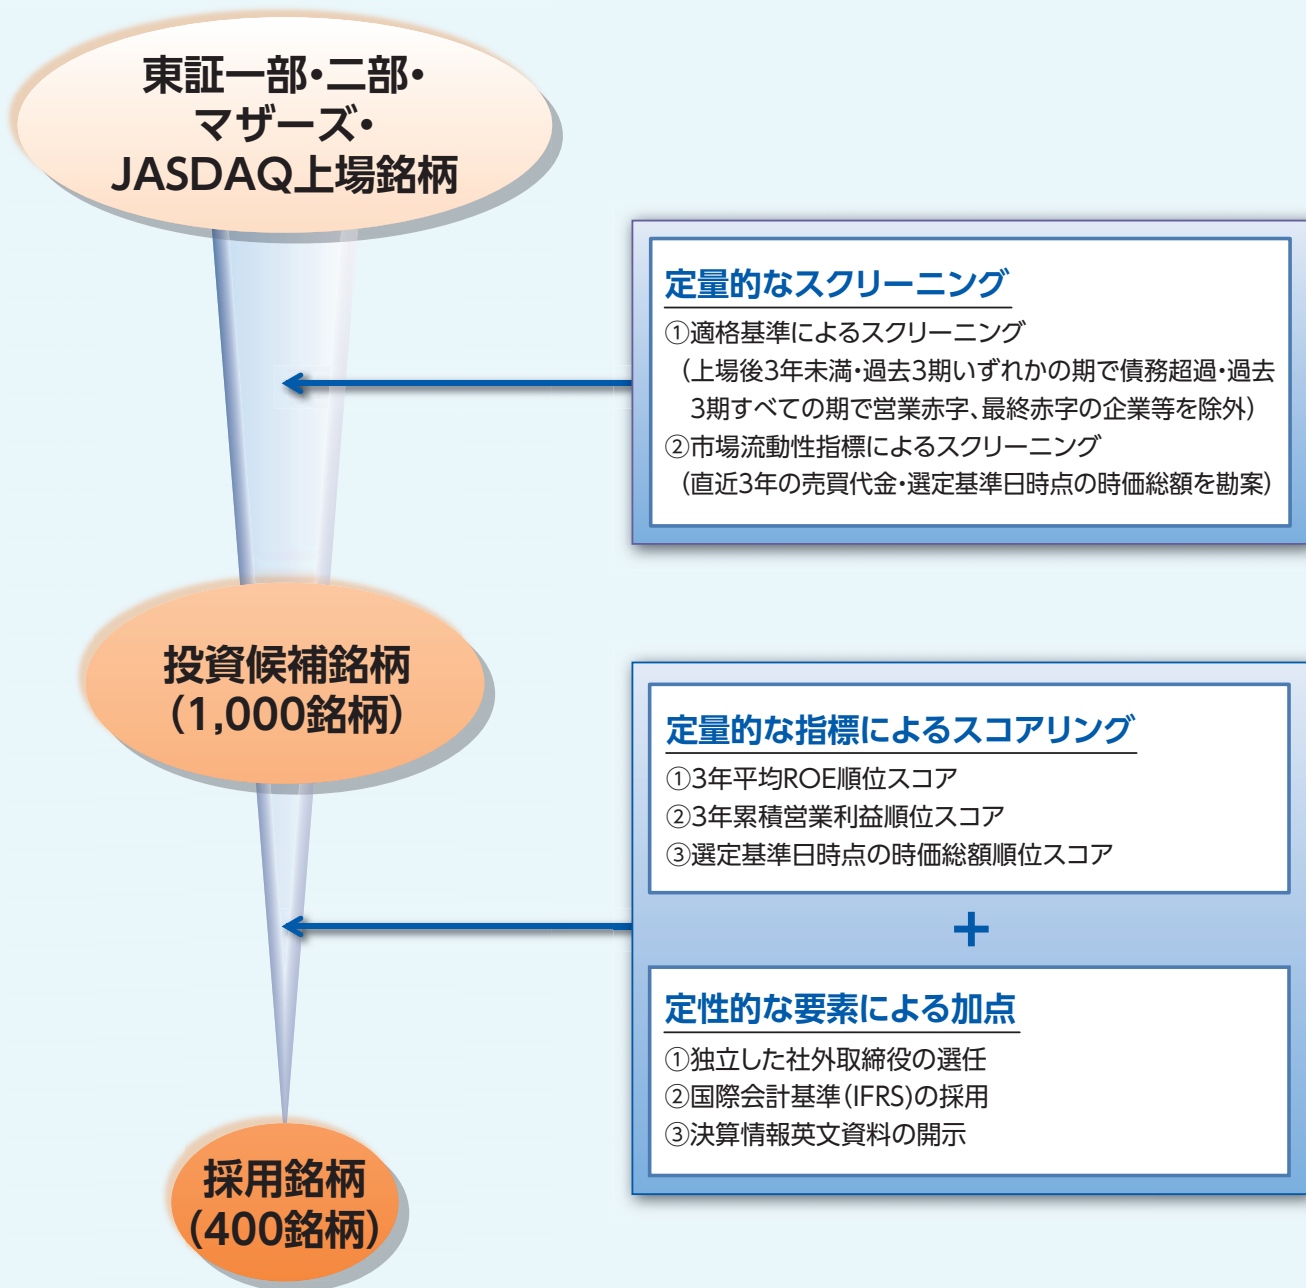 東証一部・二部・
マザーズ・
JASDAQ上場銘柄
定量的なスクリーニング
①適格基準によるスクリーニング
（上場後3年未満・過去3期いずれかの期で債務超過・過去
3期すべての期で営業赤字、最終赤字の企業等を除外）
②市場流動性指標によるスクリーニング
（直近3年の売買代金・選定基準日時点の時価総額を勘案）
投資候補銘柄
（1,000銘柄）
定量的な指標によるスコアリング
①3年平均ROE順位スコア
②3年累積営業利益順位スコア
③選定基準日時点の時価総額順位スコア
+
定性的な要素による加点
①独立した社外取締役の選任
②国際会計基準（IFRS)の採用
③決算情報英文資料の開示
採用銘柄
（400銘柄）